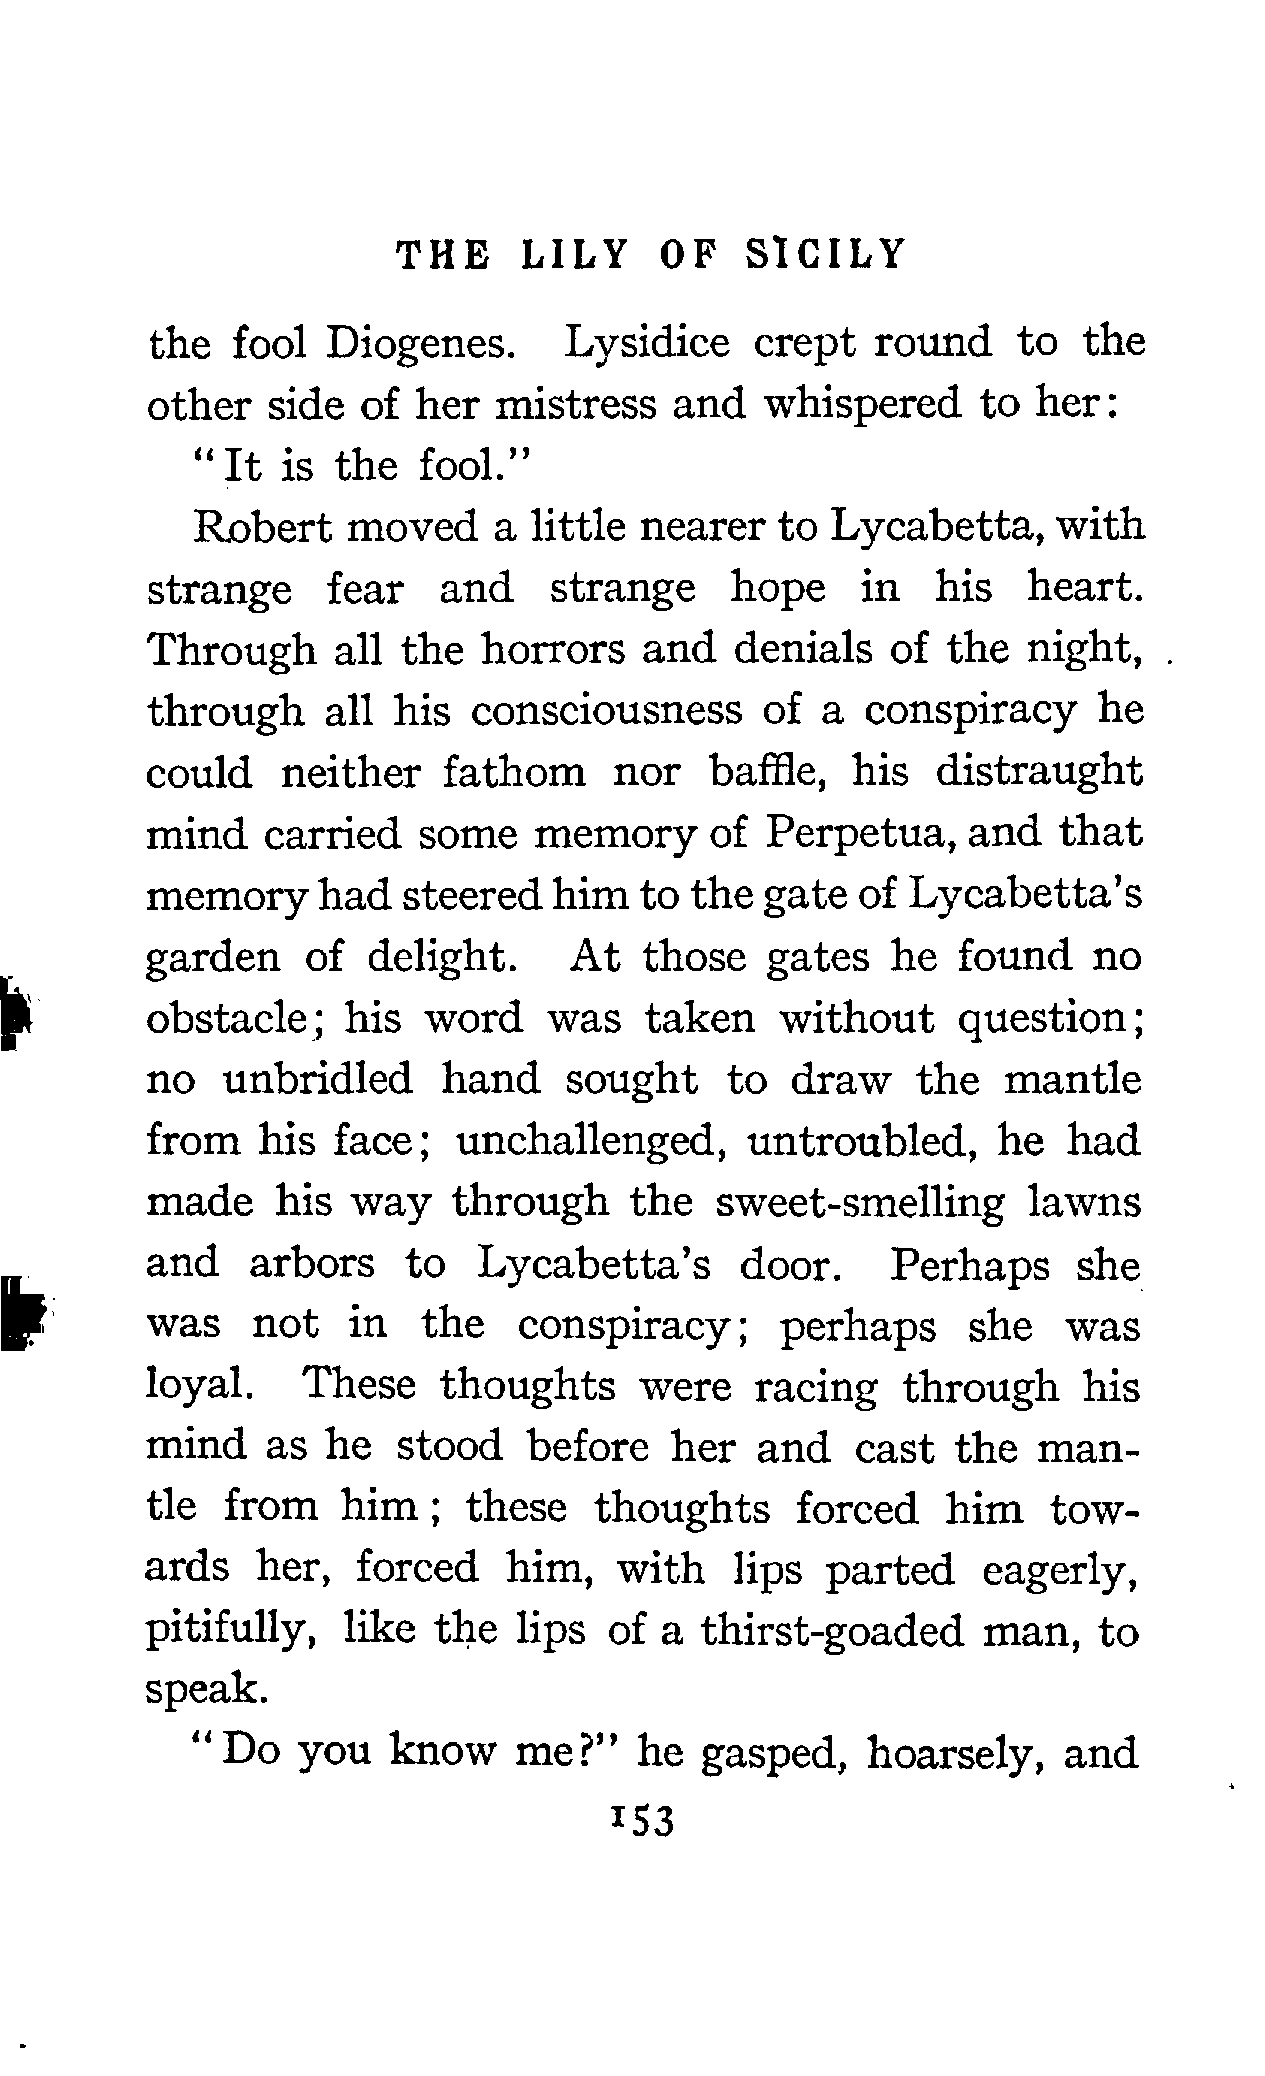 THE LILY OF SICILY
the fool Diogenes. Lysidice crept round to the
other side of her mistress and whispered to her:
"It is the fool."
Robert moved a little nearer to Lycabetta, with
strange fear and strange hope in his heart.
Through all the horrors and denials of the night,
through all his consciousness of a conspiracy he
could neither fathom nor baffle, his distraught
mind carried some memory of Perpetua, and that
memory had steered him to the gate of Lycabetta's
garden of delight. At those gates he found no
obstacle; his word was taken without question;
no unbridled hand sought to draw the mantle
from his face; unchallenged, untroubled, he had
made his way through the sweet-smelling lawns
and arbors to Lycabetta's door. Perhaps she
was not in the conspiracy; perhaps she was
loyal. These thoughts were racing through his
mind as he stood before her and cast the man-
tle from him; these thoughts forced him tow-
ards her, forced him, with lips parted eagerly,
pitifully, like the lips of a thirst-goaded man, to
speak.
"Do you know me?" he gasped, hoarsely, and
153